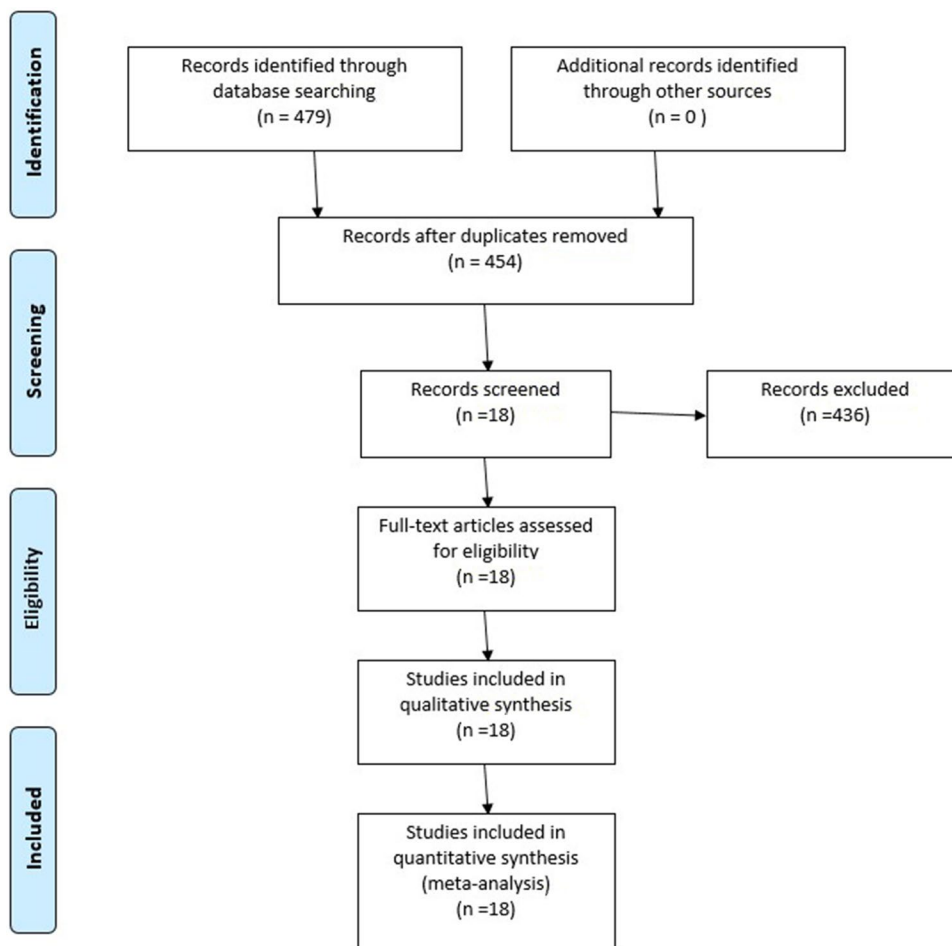 Identification
Records identified through
database searching
(n = 479)
Additional records identified
through other sources
(n = 0 )
Records after duplicates removed
(n = 454)
Screening
Records screened
(n =18)
Records excluded
(n =436)
Eligibility
Full-text articles assessed
for eligibility
(n =18)
Studies included in
qualitative synthesis
(n =18)
Included
Studies included in
quantitative synthesis
(meta-analysis)
(n =18)